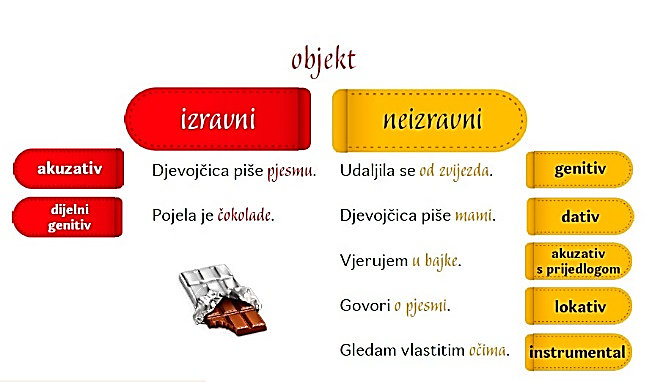 objekt
izravni
neizravni
akuzativ
Djevojčica piše pjesmu.
Udaljila se od zvijezda.
genitiv
dijelni
genitiv
Pojela je čokolade.
Djevojčica piše mami.
dativ
Vjerujem u bajke.
akuzativ
s prijedlogom
Govori o pjesmi.
lokativ
Gledam vlastitim očima.
instrumental